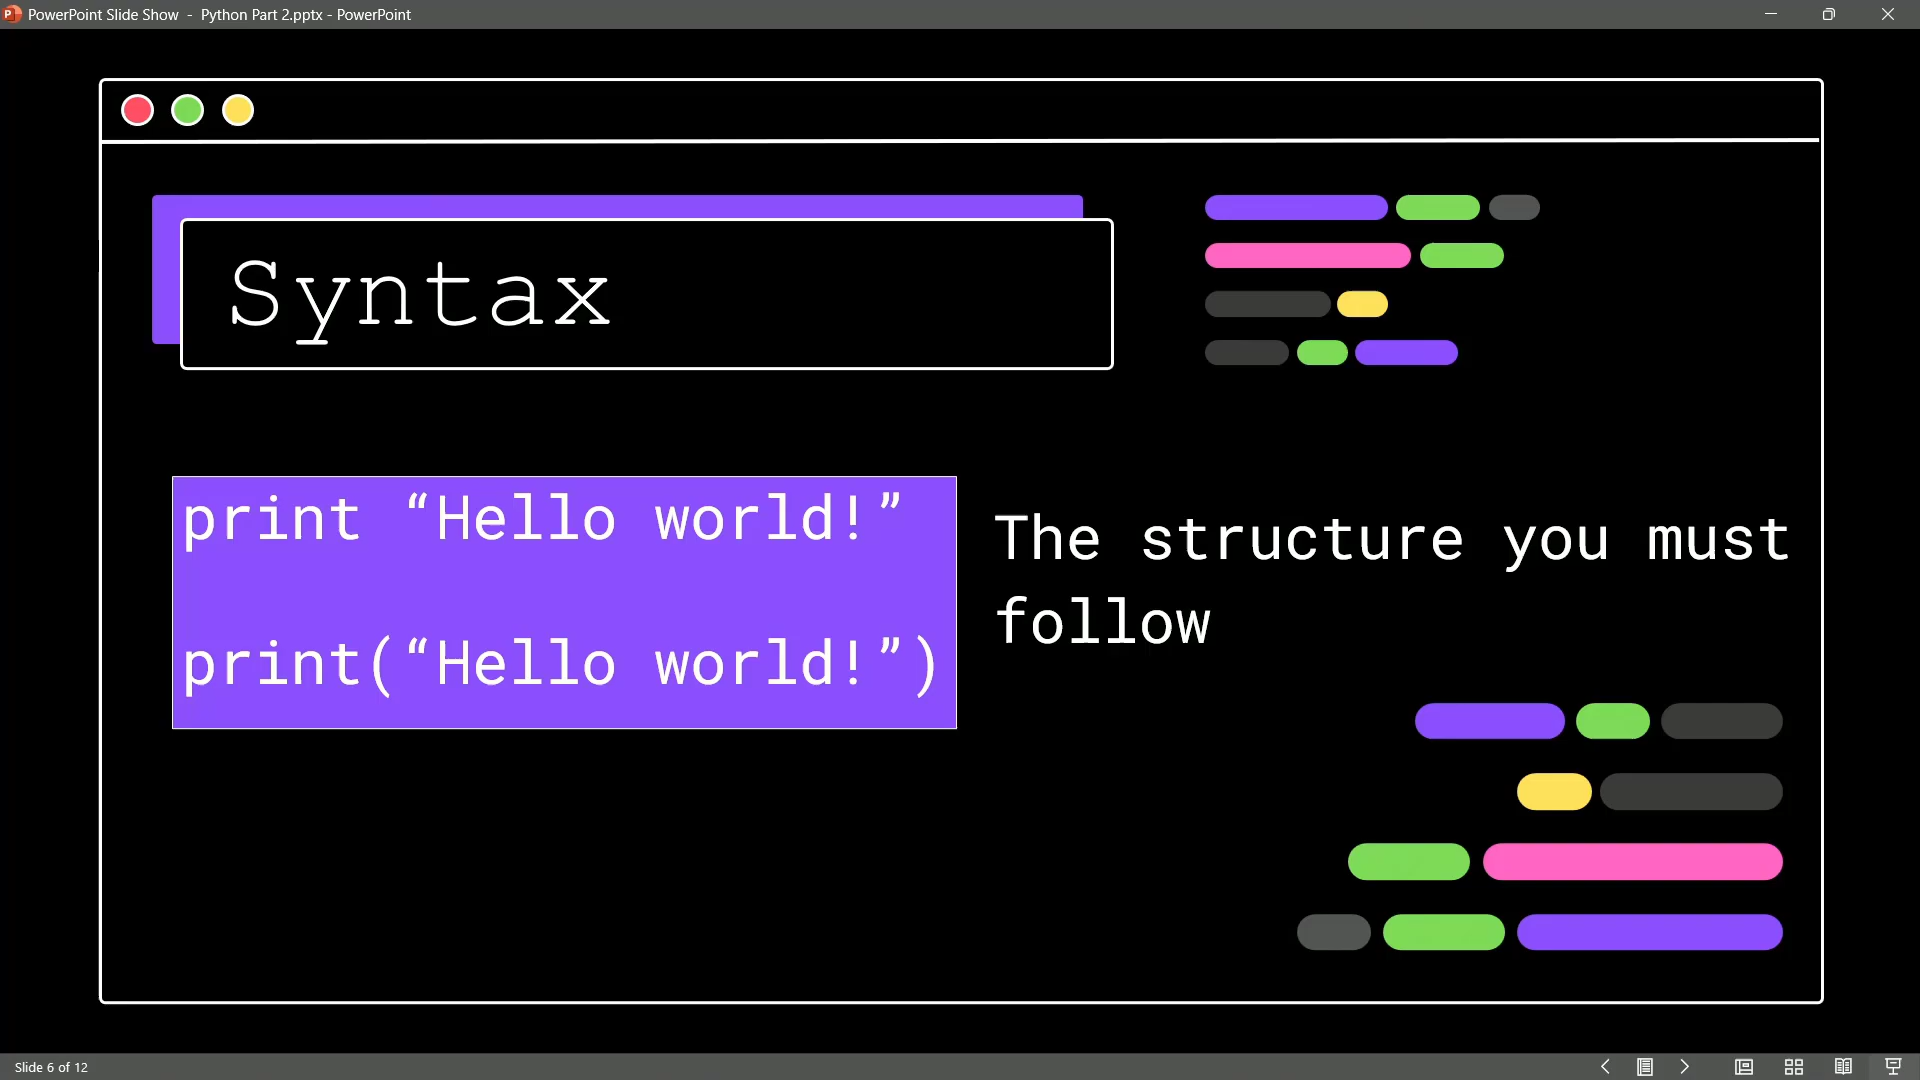 PowerPoint Slide Show - Python Part 2.pptx - PowerPoint
Syntax
print “Hello world!”
print(“Hello world!”)
The structure you must
follow
Slide 6 of 12